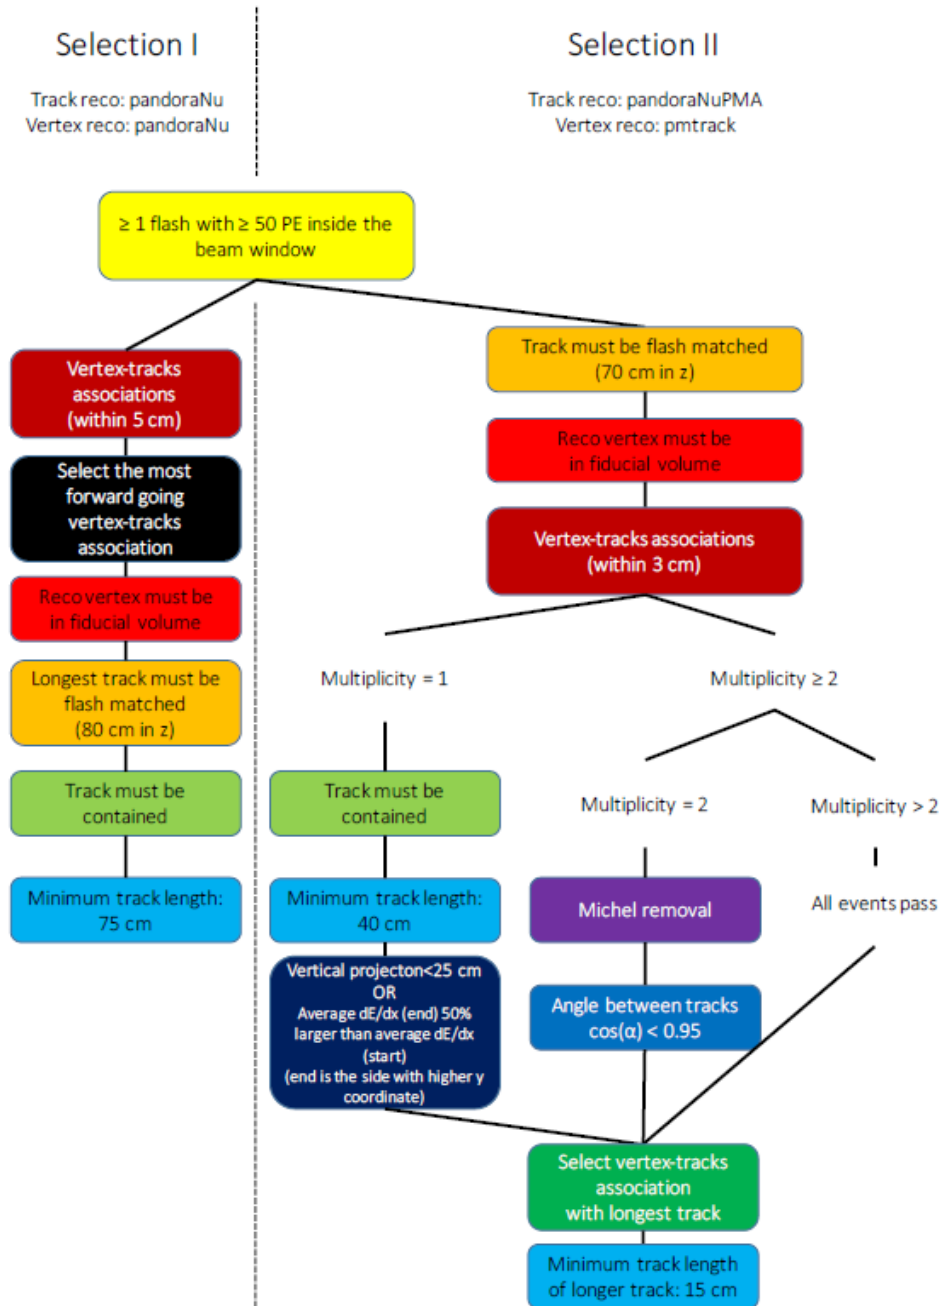 Selection I
Track reco: pandoraNu
Vertex reco: pandoraNu
Selection II
Track reco: pandoraNuPMA
Vertex reco: pmtrack
≥ 1 flash with ≥ 50 PE inside the
beam window
Vertex-tracks
associations
(within 5 cm)
Select the most
forward going
vertex-tracks
association
Reco vertex must be
in fiducial volume
Longest track must be
flash matched
(80 cm in z)
Track must be
contained
Minimum track length:
75 cm
Track must be flash matched
(70 cm in z)
Reco vertex must be
in fiducial volume
Vertex-tracks associations
(within 3 cm)
Multiplicity = 1
Multiplicity ≥ 2
Track must be
contained
Minimum track length:
40 cm
Vertical projecton<25 cm
OR
Average dE/dx (end) 50%
larger than average dE/dx
(start)
(end is the side with higher y
coordinate)
Multiplicity = 2
Michel removal
Angle between tracks
cos(α) < 0.95
Multiplicity > 2
All events pass
Select vertex-tracks
association
with longest track
Minimum track length
of longer track: 15 cm